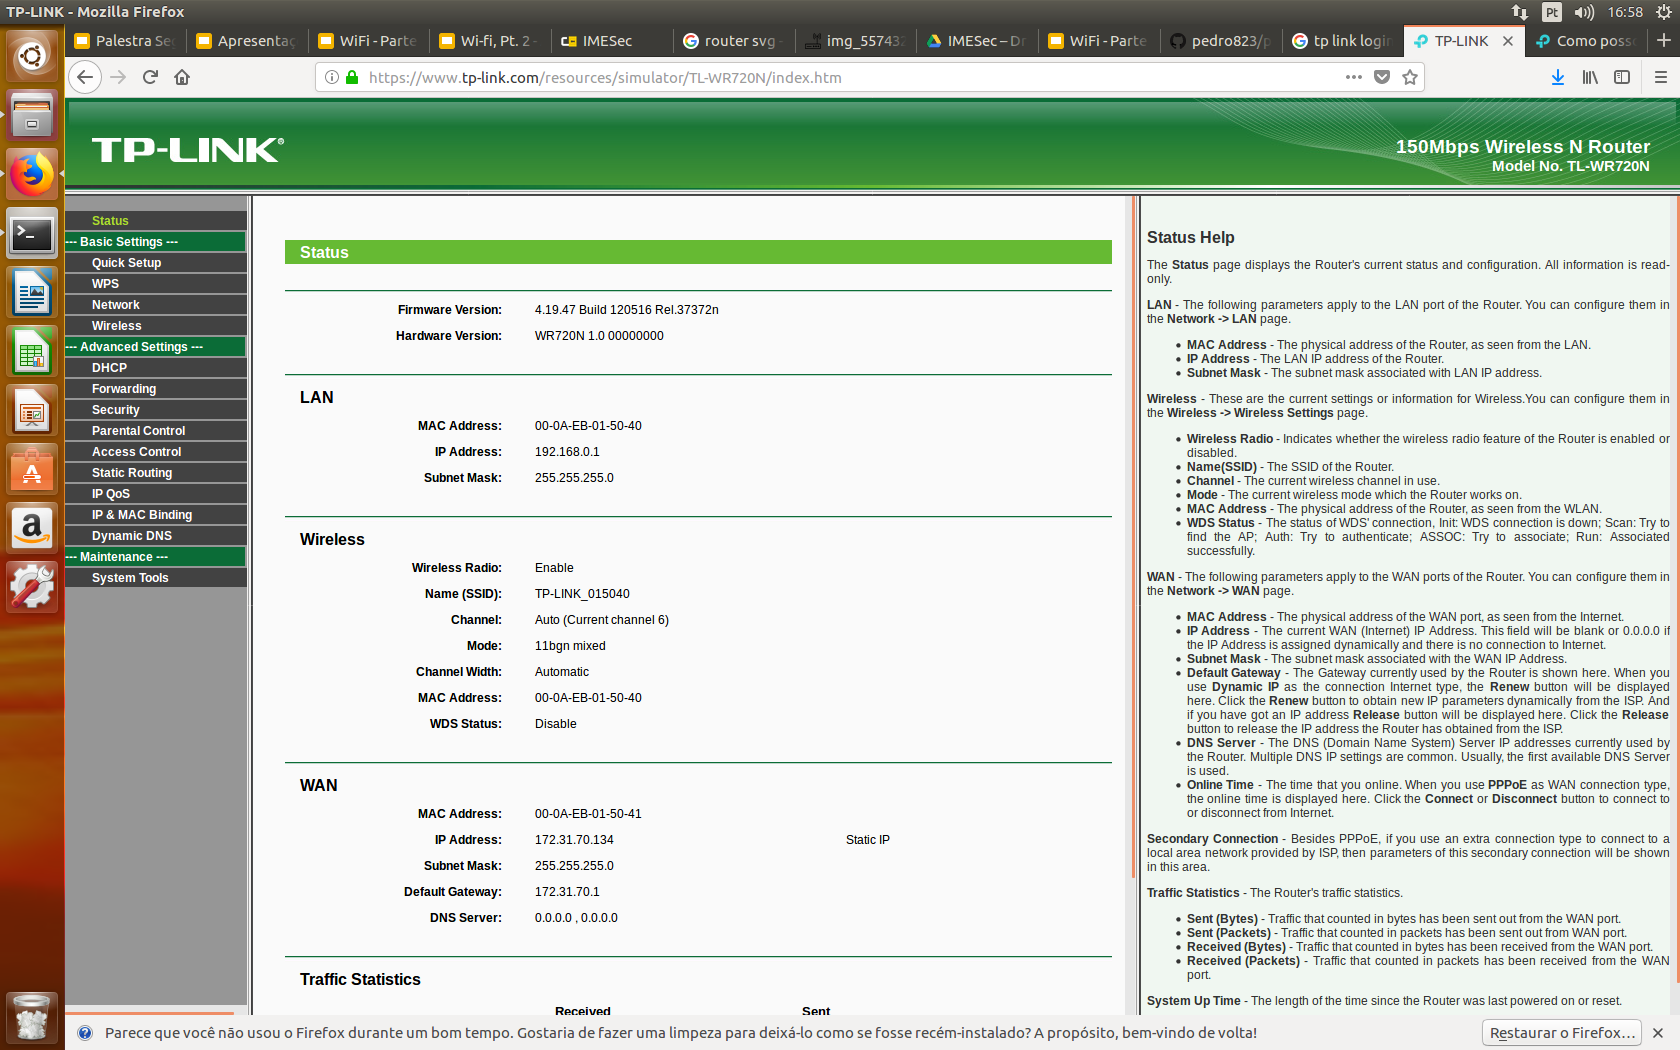 TP-LINK - Mozilla Firefox
Pt
16:58
Palestra Se
Apresentaç
WiFi - Parte
Wi-fi, Pt. 2 -
IMESec
router svg -
img_557432
IMESec – Dr
WiFi - Parte
pedro823/p
tp link login
TP-LINK
Como poss
https://www.tp-link.com/resources/simulator/TL-WR720N/index.htm
TP-LINK®
150Mbps Wireless N Router
Model No. TL-WR720N
Status
--- Basic Settings ---
Quick Setup
WPS
Network
Wireless
--- Advanced Settings ---
DHCP
Forwarding
Security
Parental Control
Access Control
Static Routing
IP QoS
IP & MAC Binding
Dynamic DNS
--- Maintenance ---
System Tools
Status
Firmware Version: 4.19.47 Build 120516 Rel.37372n
Hardware Version: WR720N 1.0 00000000
LAN
MAC Address: 00-0A-EB-01-50-40
IP Address: 192.168.0.1
Subnet Mask: 255.255.255.0
Wireless
Wireless Radio: Enable
Name (SSID): TP-LINK_015040
Channel: Auto (Current channel 6)
Mode: 11bgn mixed
Channel Width: Automatic
MAC Address: 00-0A-EB-01-50-40
WDS Status: Disable
WAN
MAC Address: 00-0A-EB-01-50-41
IP Address: 172.31.70.134 Static IP
Subnet Mask: 255.255.255.0
Default Gateway: 172.31.70.1
DNS Server: 0.0.0.0 , 0.0.0.0
Traffic Statistics
Received Sent
Status Help
The Status page displays the Router's current status and configuration. All information is read-
only.
LAN - The following parameters apply to the LAN port of the Router. You can configure them in
the Network -> LAN page.
• MAC Address - The physical address of the Router, as seen from the LAN.
• IP Address - The LAN IP address of the Router.
• Subnet Mask - The subnet mask associated with LAN IP address.
Wireless - These are the current settings or information for Wireless.You can configure them in
the Wireless -> Wireless Settings page.
• Wireless Radio - Indicates whether the wireless radio feature of the Router is enabled or
disabled.
• Name(SSID) - The SSID of the Router.
• Channel - The current wireless channel in use.
• Mode - The current wireless mode which the Router works on.
• MAC Address - The physical address of the Router, as seen from the WLAN.
• WDS Status - The status of WDS' connection, Init: WDS connection is down; Scan: Try to
find the AP; Auth: Try to authenticate; ASSOC: Try to associate; Run: Associated
successfully.
WAN - The following parameters apply to the WAN ports of the Router. You can configure them in
the Network -> WAN page.
• MAC Address - The physical address of the WAN port, as seen from the Internet.
• IP Address - The current WAN (Internet) IP Address. This field will be blank or 0.0.0.0 if
the IP Address is assigned dynamically and there is no connection to Internet.
• Subnet Mask - The subnet mask associated with the WAN IP Address.
• Default Gateway - The Gateway currently used by the Router is shown here. When you
use Dynamic IP as the connection Internet type, the Renew button will be displayed
here. Click the Renew button to obtain new IP parameters dynamically from the ISP. And
if you have got an IP address Release button will be displayed here. Click the Release
button to release the IP address the Router has obtained from the ISP.
• DNS Server - The DNS (Domain Name System) Server IP addresses currently used by
the Router. Multiple DNS IP settings are common. Usually, the first available DNS Server
is used.
• Online Time - The time that you online. When you use PPPoE as WAN connection type,
the online time is displayed here. Click the Connect or Disconnect button to connect to
or disconnect from Internet.
Secondary Connection - Besides PPPoE, if you use an extra connection type to connect to a
local area network provided by ISP, then parameters of this secondary connection will be shown
in this area.
Traffic Statistics - The Router's traffic statistics.
• Sent (Bytes) - Traffic that counted in bytes has been sent out from the WAN port.
• Sent (Packets) - Traffic that counted in packets has been sent out from WAN port.
• Received (Bytes) - Traffic that counted in bytes has been received from the WAN port.
• Received (Packets) - Traffic that counted in packets has been received from the WAN
port.
System Up Time - The length of the time since the Router was last powered on or reset.
Parece que você não usou o Firefox durante um bom tempo. Gostaria de fazer uma limpeza para deixá-lo como se fosse recém-instalado? A propósito, bem-vindo de volta!
Restaurar o Firefox…